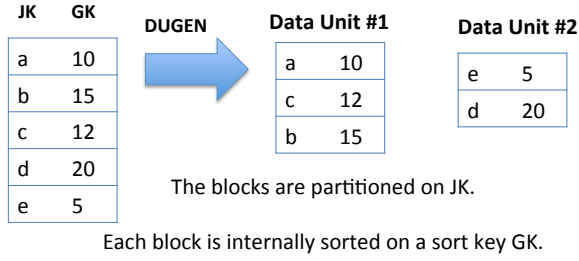 JK GK
a 10
b 15
c 12
d 20
e 5
DUGEN
Data Unit #1
a 10
c 12
b 15
Data Unit #2
e 5
d 20
The blocks are partitioned on JK.
Each block is internally sorted on a sort key GK.